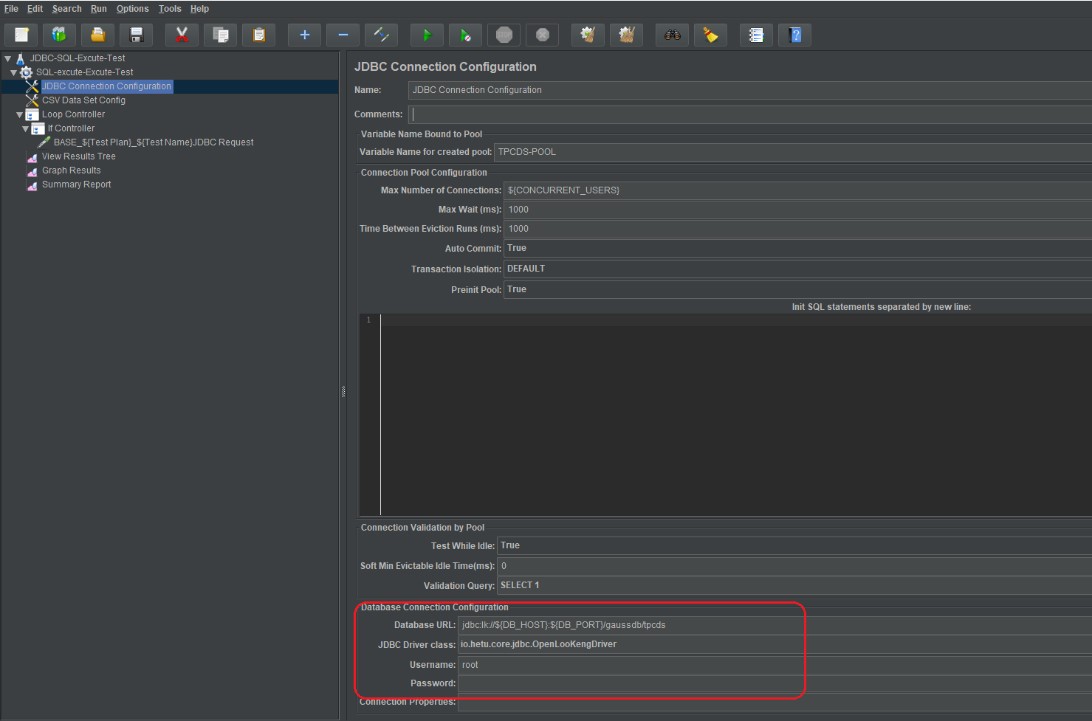 File Edit Search Run Options Tools Help
JDBC-SQL-Excute-Test
SQL-excute-Excute-Test
JDBC Connection Configuration
CSV Data Set Config
Loop Controller
If Controller
BASE_${Test Plan}_${Test Name}JDBC Request
View Results Tree
Graph Results
Summary Report
JDBC Connection Configuration
Name: JDBC Connection Configuration
Comments:
Variable Name Bound to Pool
Variable Name for created pool: TPCDS-POOL
Connection Pool Configuration
Max Number of Connections: ${CONCURRENT_USERS}
Max Wait (ms): 1000
Time Between Eviction Runs (ms): 1000
Auto Commit: True
Transaction Isolation: DEFAULT
Preinit Pool: True
Init SQL statements separated by new line:
1
Connection Validation by Pool
Test While Idle: True
Soft Min Evictable Idle Time(ms): 0
Validation Query: SELECT 1
Database Connection Configuration
Database URL: jdbc:lk://${DB_HOST}:${DB_PORT}/gaussdb/tpcds
JDBC Driver class: io.hetu.core.jdbc.OpenLooKengDriver
Username: root
Password:
Connection Properties: